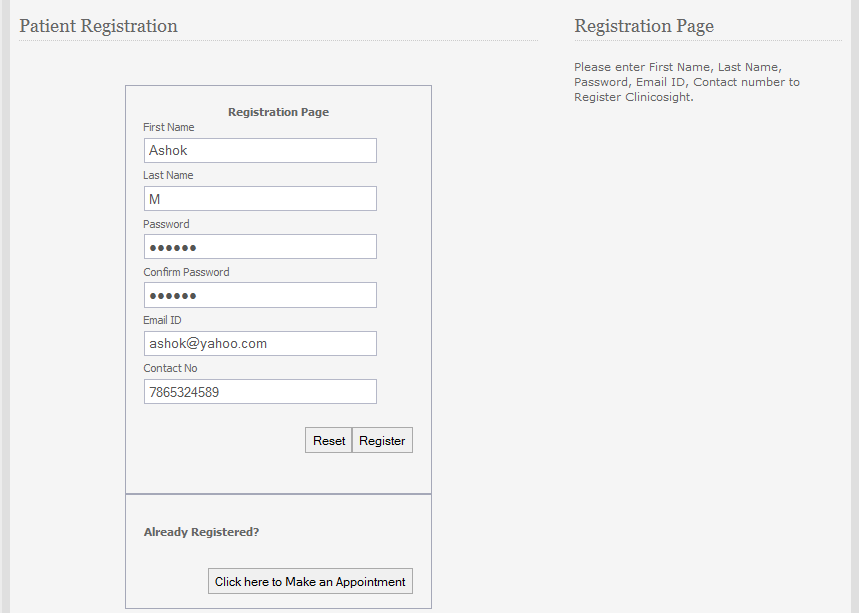 Patient Registration
Registration Page
Please enter First Name, Last Name,
Password, Email ID, Contact number to
Register Clinicosight.
Registration Page
First Name
Ashok
Last Name
M
Password
●●●●●●
Confirm Password
●●●●●●
Email ID
ashok@yahoo.com
Contact No
7865324589
Reset Register
Already Registered?
Click here to Make an Appointment